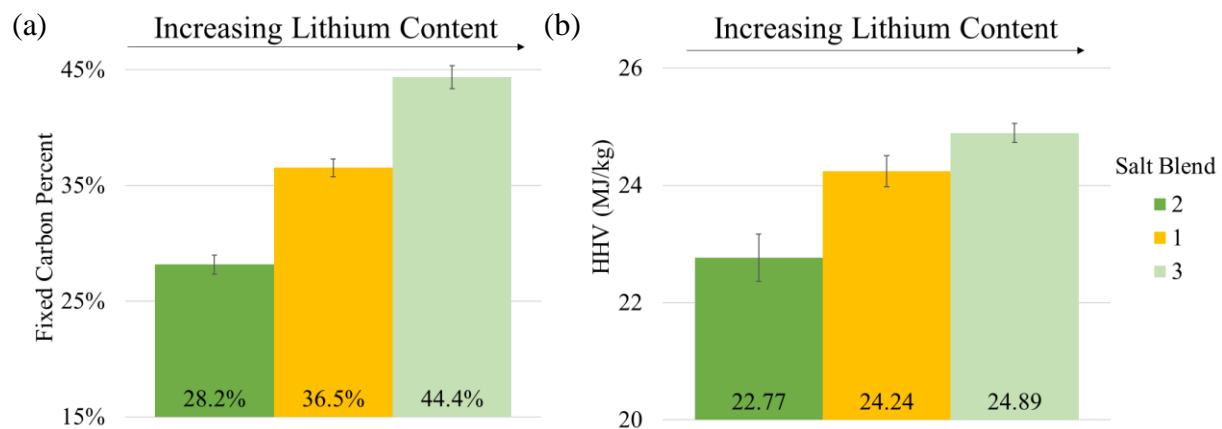 (a)
Increasing Lithium Content
Fixed Carbon Percent
45%
35%
25%
15%
28.2%
36.5%
44.4%
(b)
Increasing Lithium Content
HHV (MJ/kg)
26
24
22
20
22.77
24.24
24.89
Salt Blend
2
1
3